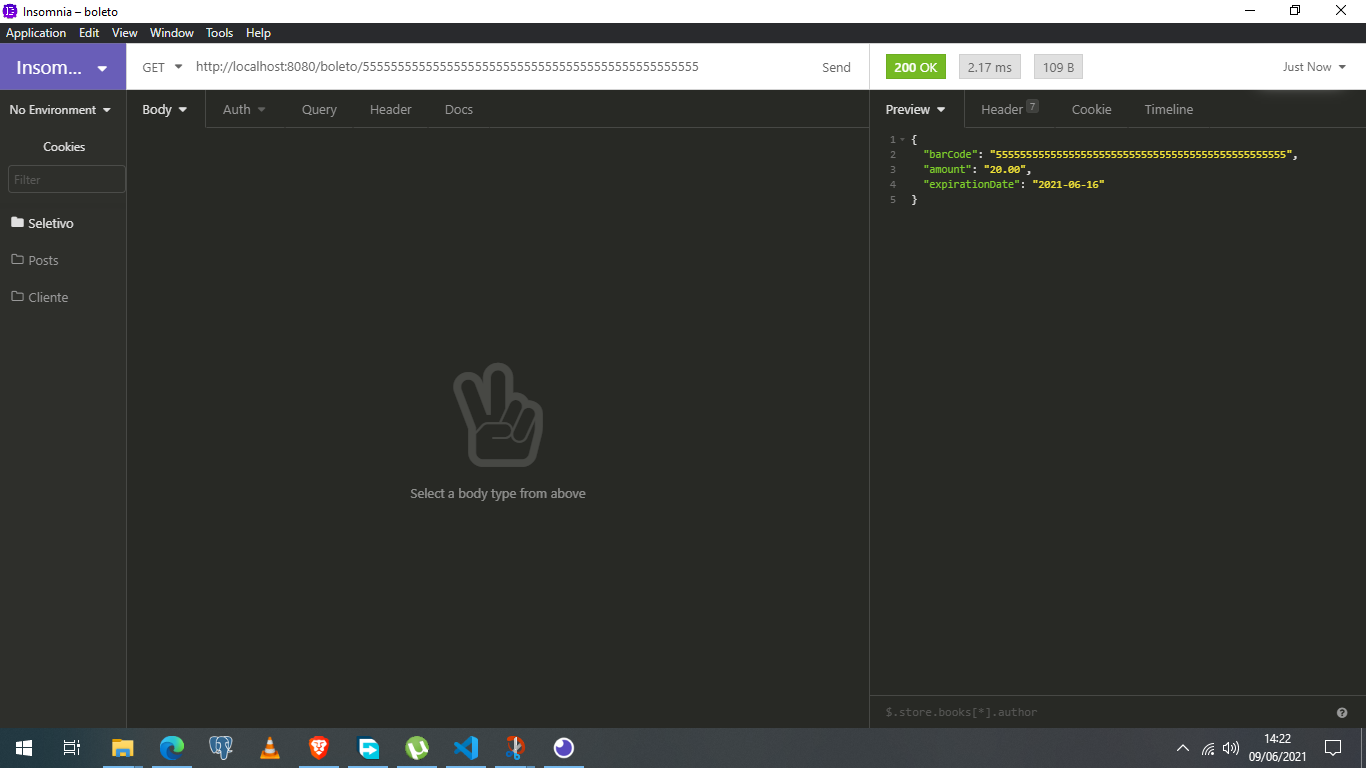 Insomnia – boleto
Application Edit View Window Tools Help
Insom...
GET http://localhost:8080/boleto/555555555555555555555555555555555555555555555555 Send
200 OK 2.17 ms 109 B Just Now
No Environment
Cookies
Filter
Seletivo
Posts
Cliente
Body Auth Query Header Docs
Select a body type from above
Preview Header 7 Cookie Timeline
1 {
2 "barCode": "555555555555555555555555555555555555555555555555",
3 "amount": "20.00",
4 "expirationDate": "2021-06-16"
5 }
$.store.books[*].author
14:22
09/06/2021